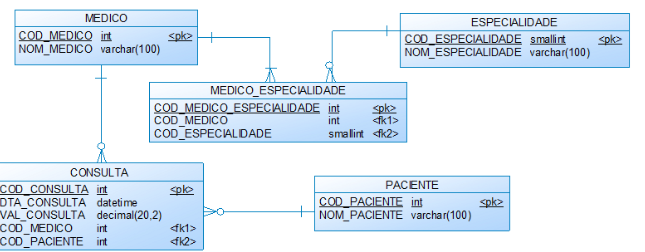 MEDICO
COD_MEDICO int <pk>
NOM_MEDICO varchar(100)
ESPECIALIDADE
COD_ESPECIALIDADE smallint <pk>
NOM_ESPECIALIDADE varchar(100)
MEDICO_ESPECIALIDADE
COD_MEDICO_ESPECIALIDADE int <pk>
COD_MEDICO int <fk1>
COD_ESPECIALIDADE smallint <fk2>
CONSULTA
COD_CONSULTA int <pk>
DTA_CONSULTA datetime
VAL_CONSULTA decimal(20,2)
COD_MEDICO int <fk1>
COD_PACIENTE int <fk2>
PACIENTE
COD_PACIENTE int <pk>
NOM_PACIENTE varchar(100)